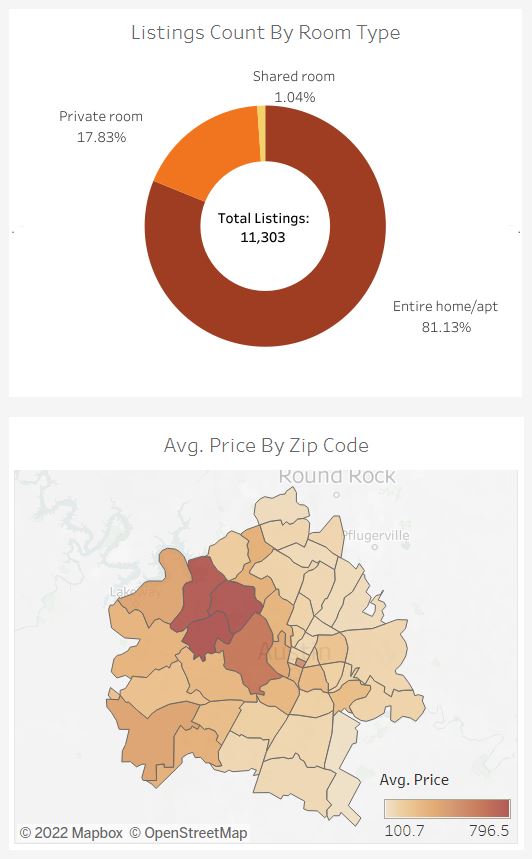 Listings Count By Room Type
Shared room
1.04%
Private room
17.83%
Total Listings:
11,303
Entire home/apt
81.13%
Avg. Price By Zip Code
Round Rock
Pflugerville
Lakeway
Austin
Avg. Price
100.7 796.5
© 2022 Mapbox © OpenStreetMap